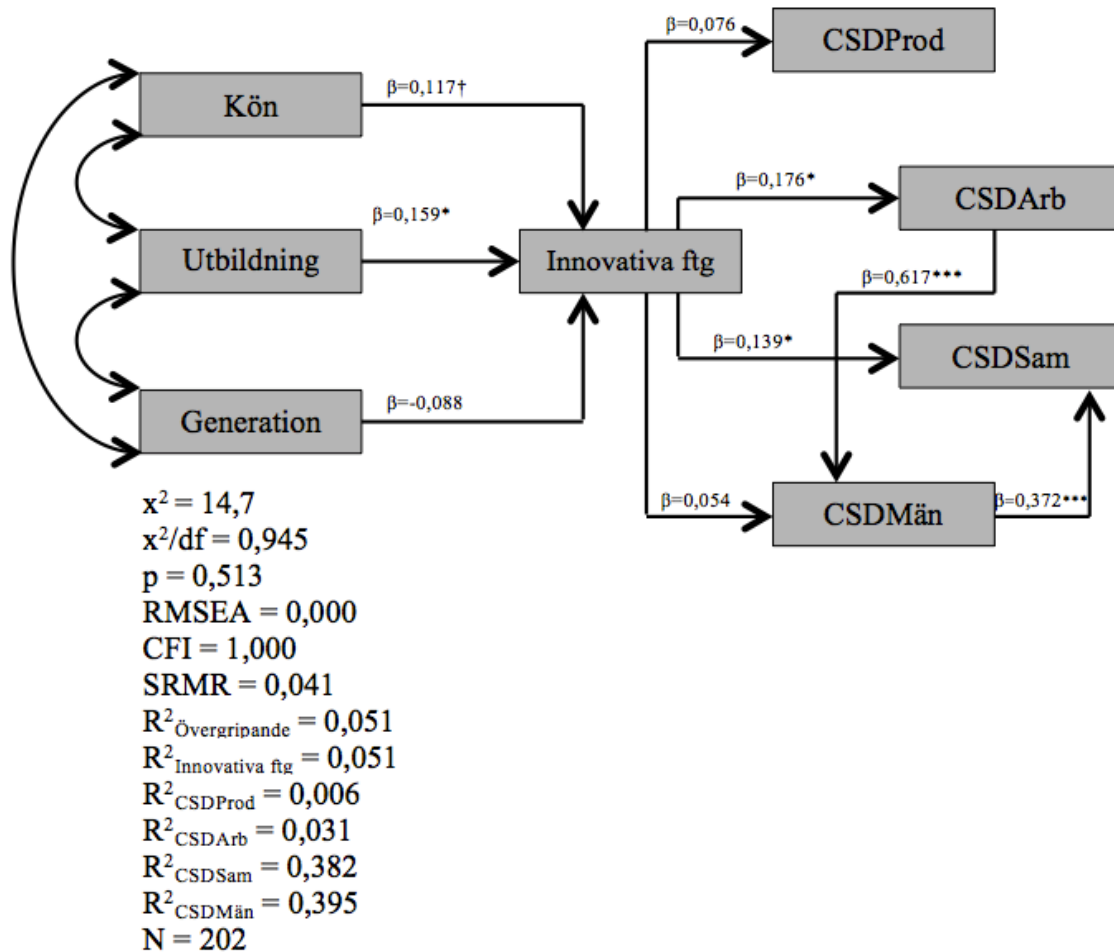 β=0,076
CSDProd
Kön
β=0,117†
β=0,176*
CSDArb
β=0,159*
Utbildning
Innovativa ftg
β=0,617***
β=0,139*
CSDSam
Generation
β=-0,088
β=0,054
CSDMän
β=0,372***
x² = 14,7
x²/df = 0,945
p = 0,513
RMSEA = 0,000
CFI = 1,000
SRMR = 0,041
R²Övergripande = 0,051
R²Innovativa ftg = 0,051
R²CSDProd = 0,006
R²CSDArb = 0,031
R²CSDSam = 0,382
R²CSDMän = 0,395
N = 202